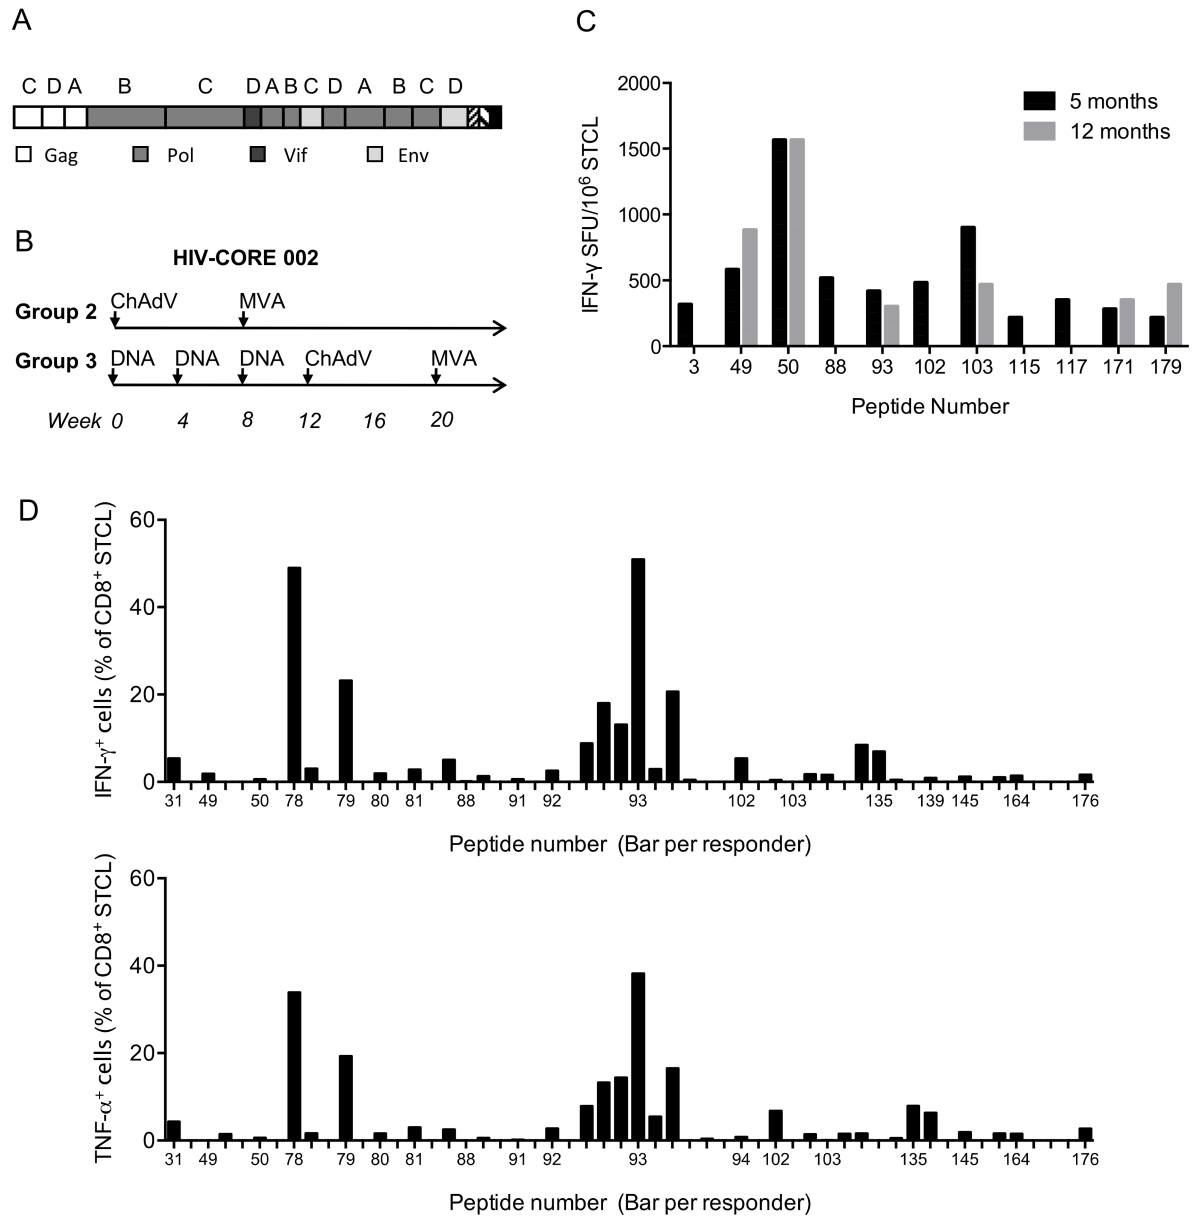 A
C D A B C D A B C D A B C D
Gag Pol Vif Env
B
HIV-CORE 002
ChAdV MVA
Group 2
Group 3 DNA DNA DNA ChAdV MVA
Week 0 4 8 12 16 20
C
IFN-γ SFU/10⁶ STCL
2000
1500
1000
500
0
5 months
12 months
3 49 50 88 93 102 103 115 117 171 179
Peptide Number
D
IFN-γ⁺ cells (% of CD8⁺ STCL)
60
40
20
0
31 49 50 78 79 80 81 88 91 92 93 102 103 135 139 145 164 176
Peptide number (Bar per responder)
TNF-α⁺ cells (% of CD8⁺ STCL)
60
40
20
0
31 49 50 78 79 80 81 88 91 92 93 94 102 103 135 145 164 176
Peptide number (Bar per responder)